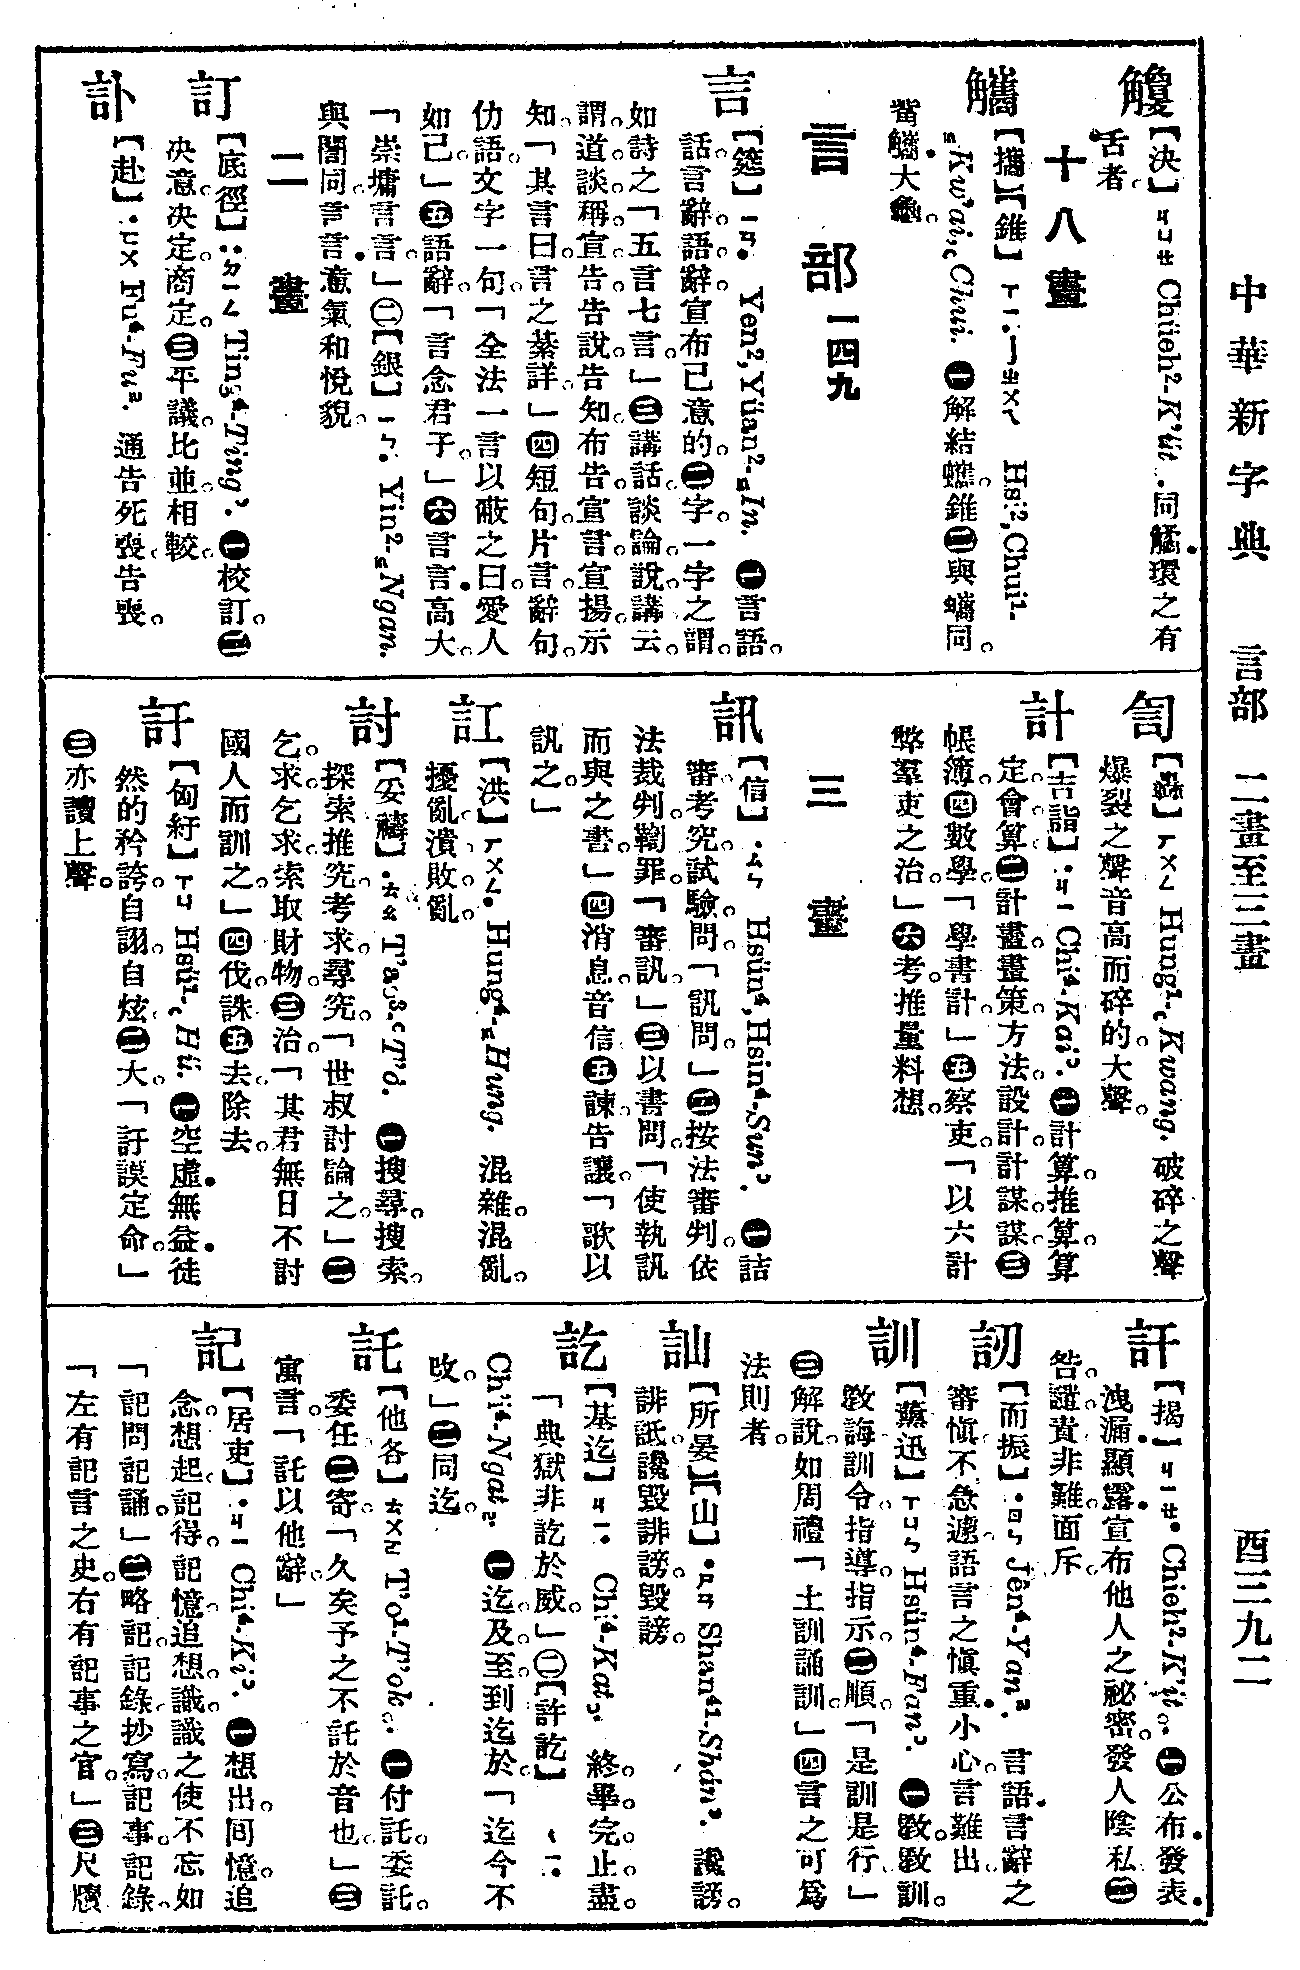 中華新字典 言部 二畫至三畫 酉三九二
觼
【決】ㄐㄩㄝ Chüeh²-K'üt. 同觿環之有
舌者。
十八畫
觿
【攜】【錐】ㄒㄧ·ㄓㄨㄟ Hsi², Chui¹-
Kw'ai, Chui. ㊀解結觿錐㊁與蠵同。
觜觿大龜。
言部一四九
言
【筵】ㄧㄢ· Yen², Yüan²-In. ㊀言語。
話。言辭。語辭。宣布己意的。㊁字。一字之謂。
如詩之「五言七言。」㊂講話。談論。說。講。云。
謂。道。談。稱。宣告。告說。告知。布告。宣言。宣揚。示
知。「其言曰。言之綦詳」㊃短句。片言。辭句。
仂語。文字一句。「全法一言以蔽之曰。愛人
如己。」㊄語辭。「言念君子。」㊅言言高大。
「崇墉言言。」㊁【銀】ㄧㄣ· Yin²-Ngan.
與誾同。言言意氣和悅貌。
二畫
訂
【底徑】·ㄉㄧㄥ Ting⁴-Ting³. ㊀校訂。㊁
決意。決定。商定。㊂平議。比並。相較。
訃
【赴】·ㄈㄨ Fu⁴-Fu³. 通告死喪。告喪。
訇
【轟】ㄏㄨㄥ Hung¹-Kwang. 破碎之聲
爆裂之聲音高而碎的。大聲。
計
【吉詣】·ㄐㄧ Chi⁴-Kai³. ㊀計算。推算。算
定。會算。㊁計畫。畫策。方法。設計。計謀。謀。㊂
帳簿。㊃數學。「學書計」㊄察吏。「以六計
弊羣吏之治。」㊅考。推量。料想。
三畫
訊
【信】·ㄙㄣ Hsün⁴, Hsin⁴-Sun³. ㊀詰
審。考究。試驗。問。「訊問。」㊁按法審判。依
法裁判。鞫罪。「審訊。」㊂以書問。「使執訊
而與之書。」㊃消息。音信。㊄諫。告。讓。「歌以
訊之。」
訌
【洪】ㄏㄨㄥ· Hung⁴-Hung. 混雜。混亂。
擾亂。潰敗。亂。
討
【妥禱】·ㄊㄠ T'ao³-T'ó. ㊀搜尋。搜索。
探索。推究。考求。尋究。「世叔討論之」㊁
乞。求。乞求。索取財物。㊂治。「其君無日不討
國人而訓之。」㊃伐。誅。㊄去。除去。
訏
【匈紆】ㄒㄩ Hsü¹-Hü. ㊀空虛無益徒
然的。矜誇。自詡。自炫。㊁大。「訏謨定命。」
㊂亦讀上聲。
訐
【揭】ㄐㄧㄝ· Chieh²-K'it. ㊀公布發表
洩漏顯露宣布他人之祕密。發人陰私。㊁
咎。譴責。非難。面斥。
訒
【而振】·ㄖㄣ Jên⁴-Yan². 言語言辭之
審愼。不急遽。語言之愼重。小心言難出。
訓
【薰迅】ㄒㄩㄣ Hsün⁴-Fan³. ㊀敎。敎訓。
敎誨。訓令。指導。指示。㊁順。「是訓是行」
㊂解說。如周禮「土訓誦訓」㊃言之可爲
法則者。
訕
【所晏】【山】·ㄕㄢ Shan⁴¹-Shán³. 讒謗。
誹詆。讒毀。誹謗。毀謗。
訖
【基迄】ㄐㄧ· Chi⁴-Kat. 終。畢。完。止。盡。
「典獄非訖於威。」㊁【許訖】ㄒㄧ·
Ch'i⁴-Ngat. ㊀迄。及。至。到。迄於「迄今不
改。」㊁同迄。
託
【他各】ㄊㄨㄛ T'o¹-T'ok. ㊀付託。委託。
委任。㊁寄。「久矣予之不託於音也」㊂
寓言。「託以他辭。」
記
【居吏】·ㄐㄧ Chi⁴-Ki³. ㊀想出。回憶。追
念。想起。記得。記憶。追想。識。識之使不忘。如
「記問。記誦。」㊁略記。記錄。抄寫。記事。記錄。
「左有記言之史。右有記事之官。」㊂尺牘